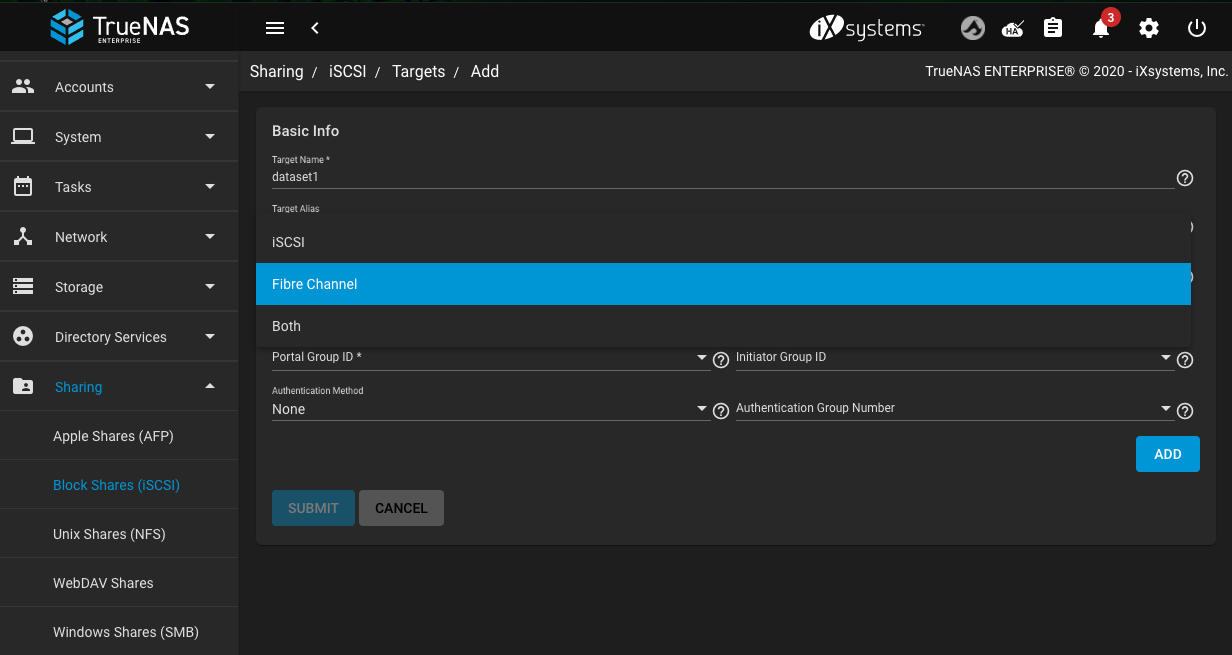 TrueNAS
ENTERPRISE
iXsystems
HA
3
Sharing / iSCSI / Targets / Add
TrueNAS ENTERPRISE® © 2020 - iXsystems, Inc.
Accounts
System
Tasks
Network
Storage
Directory Services
Sharing
Apple Shares (AFP)
Block Shares (iSCSI)
Unix Shares (NFS)
WebDAV Shares
Windows Shares (SMB)
Basic Info
Target Name *
dataset1
Target Alias
iSCSI
Fibre Channel
Both
Portal Group ID *
Initiator Group ID
Authentication Method
None
Authentication Group Number
ADD
SUBMIT
CANCEL